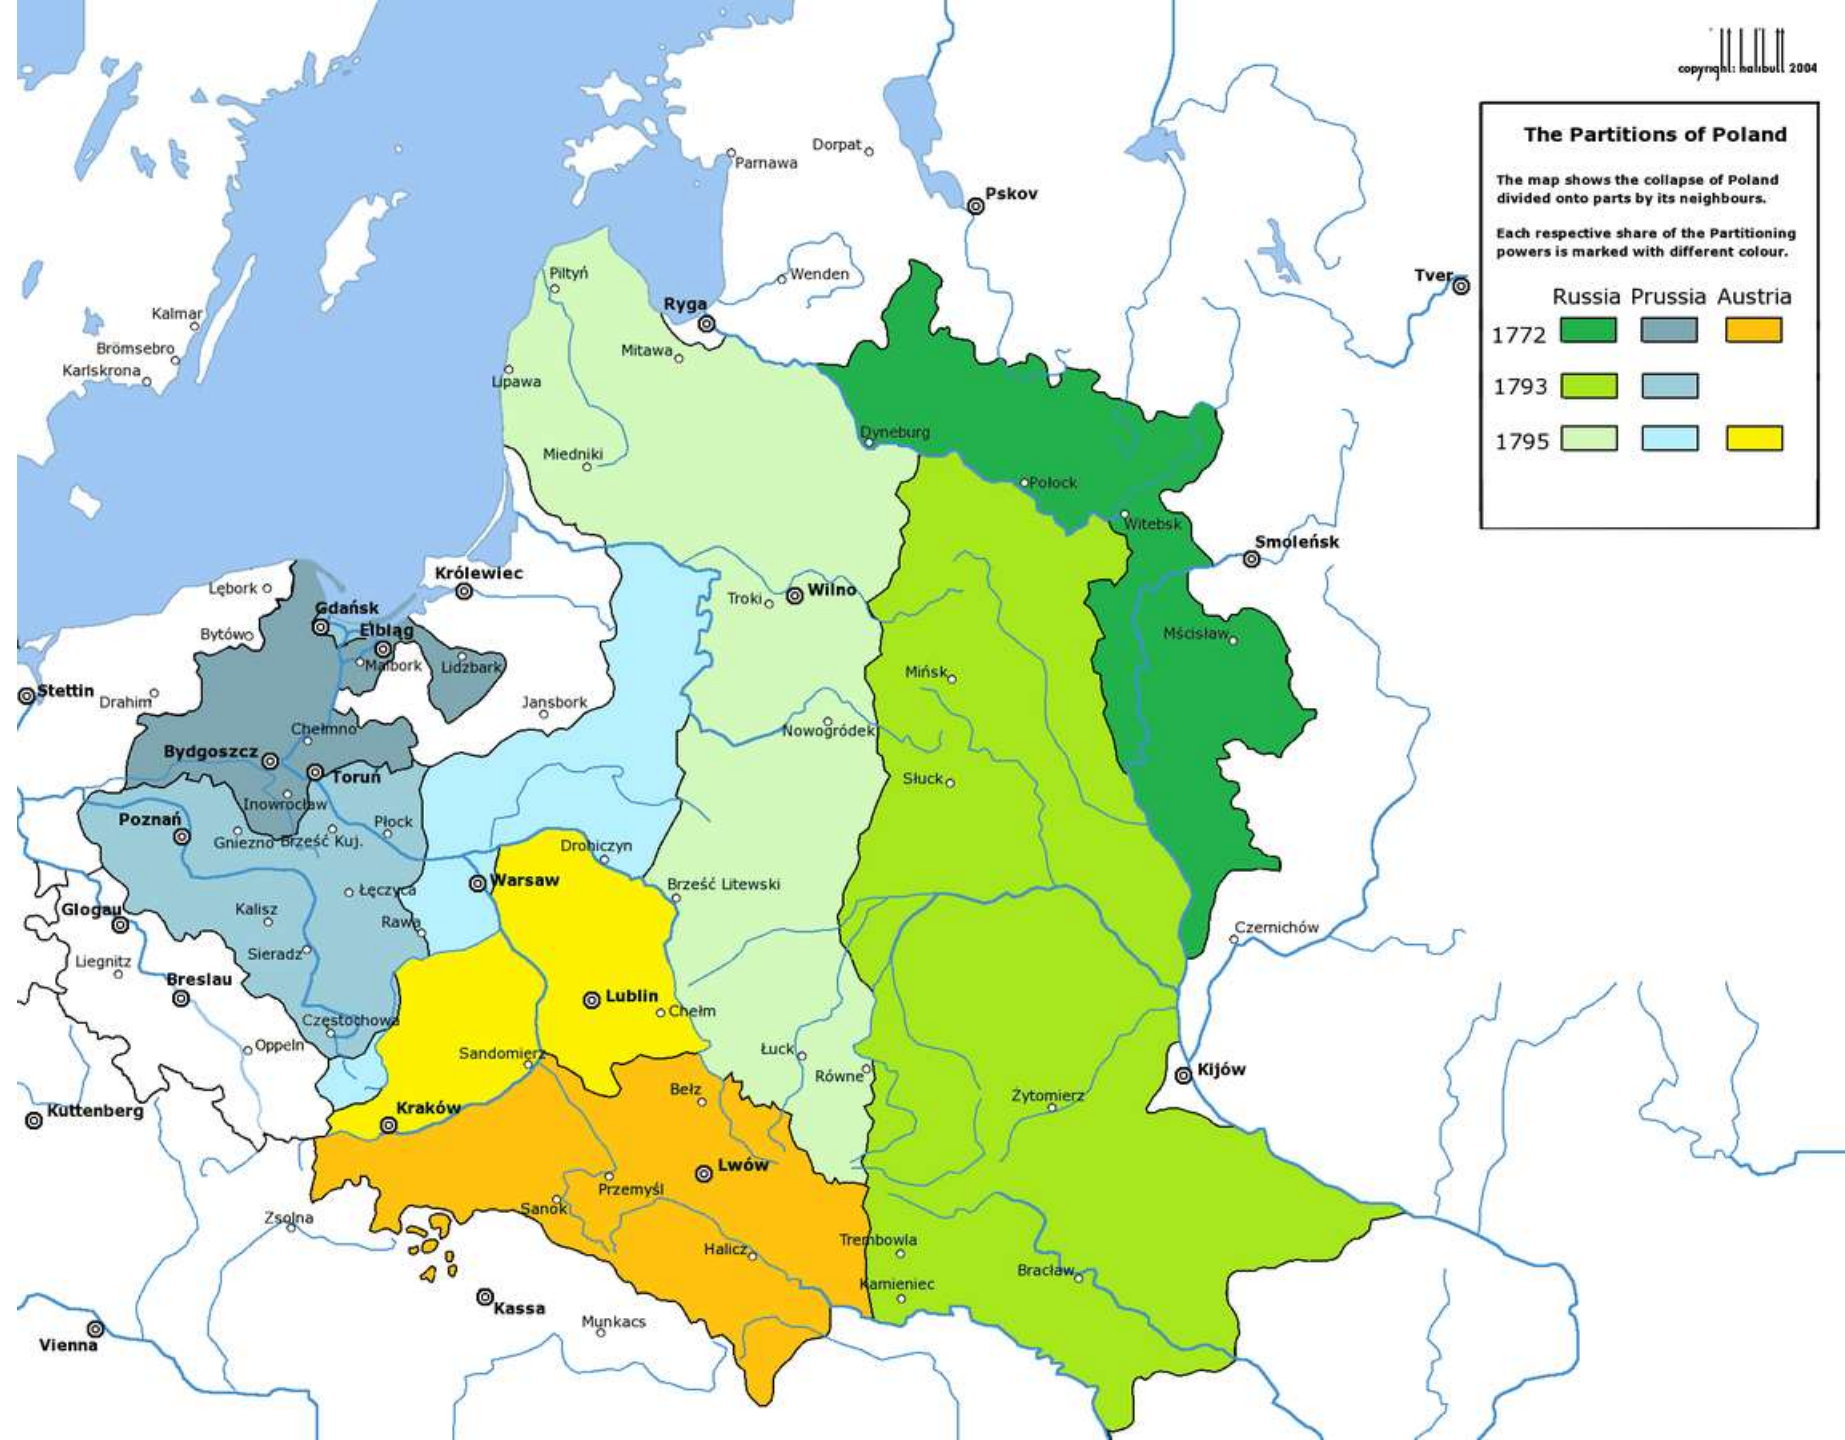 copyright: halibutt 2004
The Partitions of Poland
The map shows the collapse of Poland
divided onto parts by its neighbours.
Each respective share of the Partitioning
powers is marked with different colour.
Russia Prussia Austria
1772
1793
1795
Parnawa
Dorpat
Pskov
Tver
Wenden
Piltyń
Ryga
Kalmar
Brömsebro
Karlskrona
Mitawa
Lipawa
Dyneburg
Miedniki
Połock
Witebsk
Smoleńsk
Królewiec
Lębork
Gdańsk
Elbląg
Bytów
Malbork
Lidzbark
Troki
Wilno
Mścisław
Mińsk
Stettin
Drahim
Jansbork
Chełmno
Nowogródek
Bydgoszcz
Toruń
Słuck
Inowrocław
Poznań
Płock
Gniezno
Brześć Kuj.
Drohiczyn
Warsaw
Brześć Litewski
Łęczyca
Glogau
Kalisz
Rawa
Czernichów
Sieradz
Liegnitz
Breslau
Lublin
Chełm
Częstochowa
Oppeln
Sandomierz
Łuck
Równe
Kijów
Bełz
Żytomierz
Kuttenberg
Kraków
Lwów
Przemyśl
Sanok
Zsolna
Halicz
Trembowla
Bracław
Kamieniec
Kassa
Munkacs
Vienna